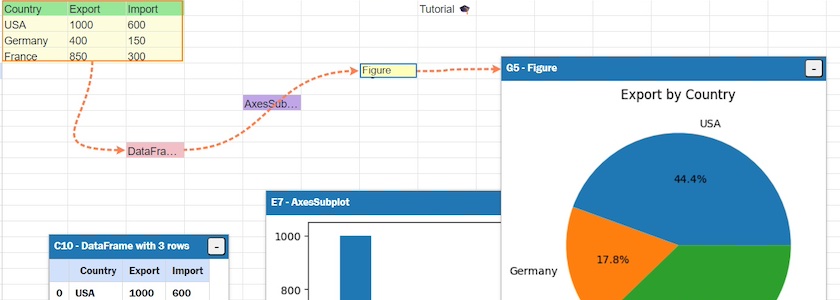 Country Export Import
USA 1000 600
Germany 400 150
France 850 300
Tutorial
Figure
AxesSub...
DataFra...
G5 - Figure -
Export by Country
USA
44.4%
17.8%
Germany
E7 - AxesSubplot
1000
800
C10 - DataFrame with 3 rows -
Country Export Import
0 USA 1000 600